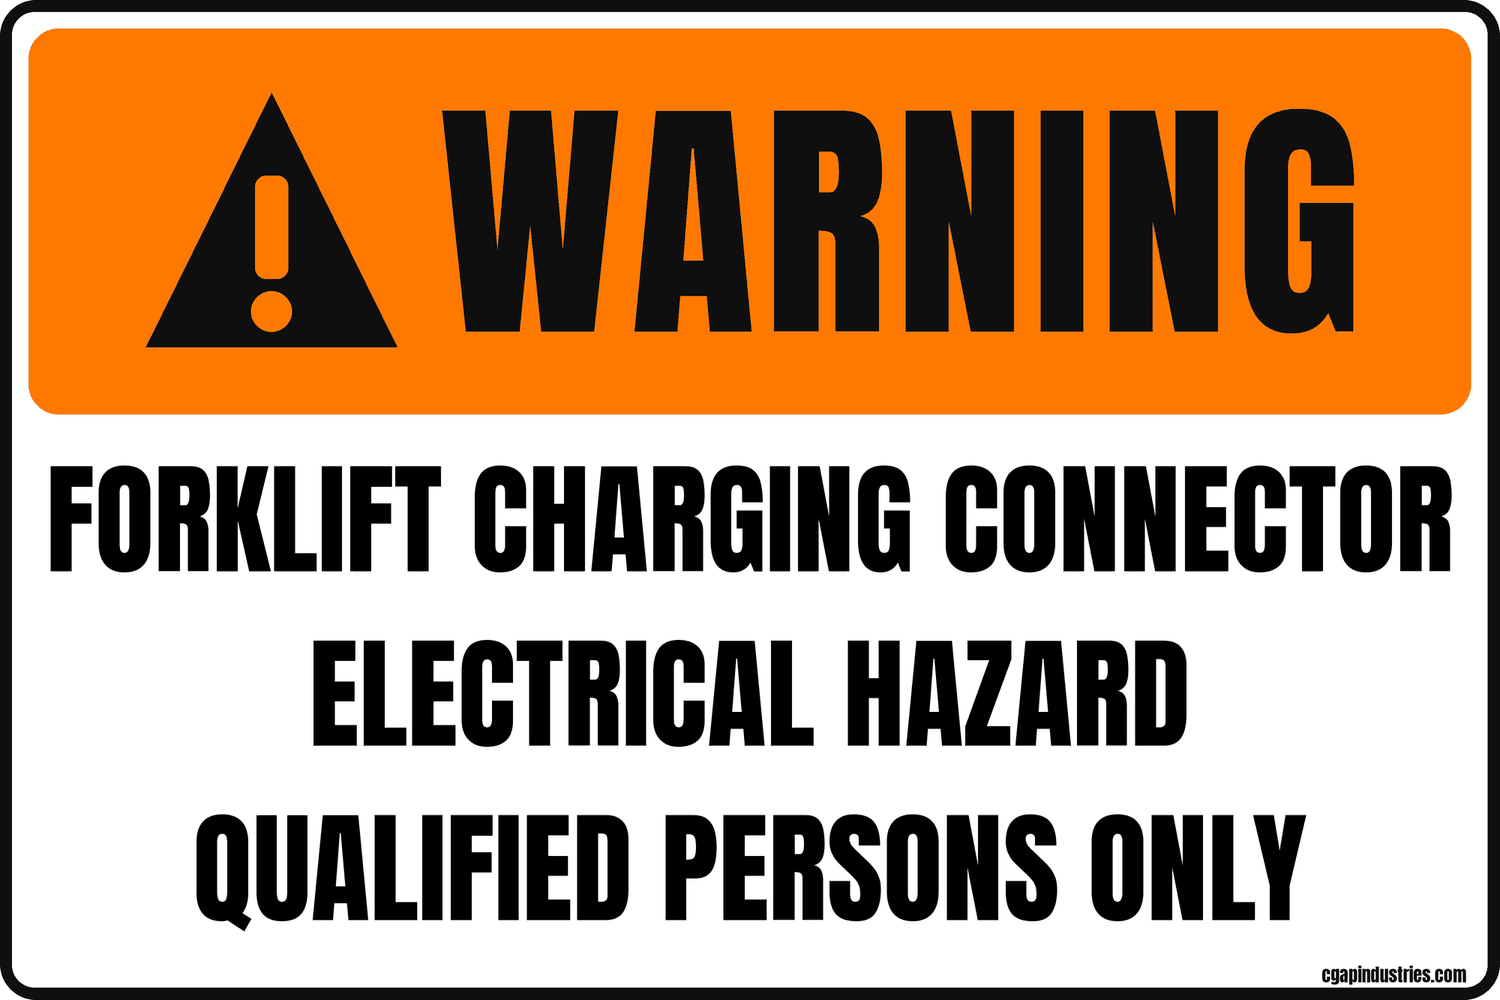 WARNING
FORKLIFT CHARGING CONNECTOR
ELECTRICAL HAZARD
QUALIFIED PERSONS ONLY
cgapindustries.com